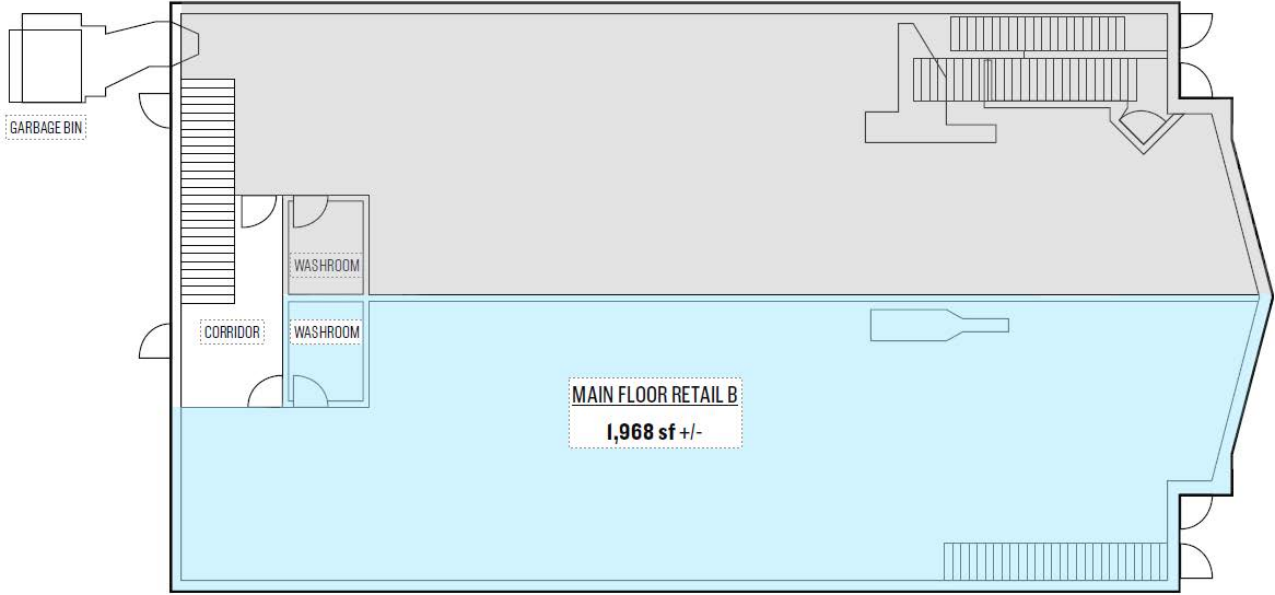 GARBAGE BIN
WASHROOM
CORRIDOR
WASHROOM
MAIN FLOOR RETAIL B
1,968 sf +/-